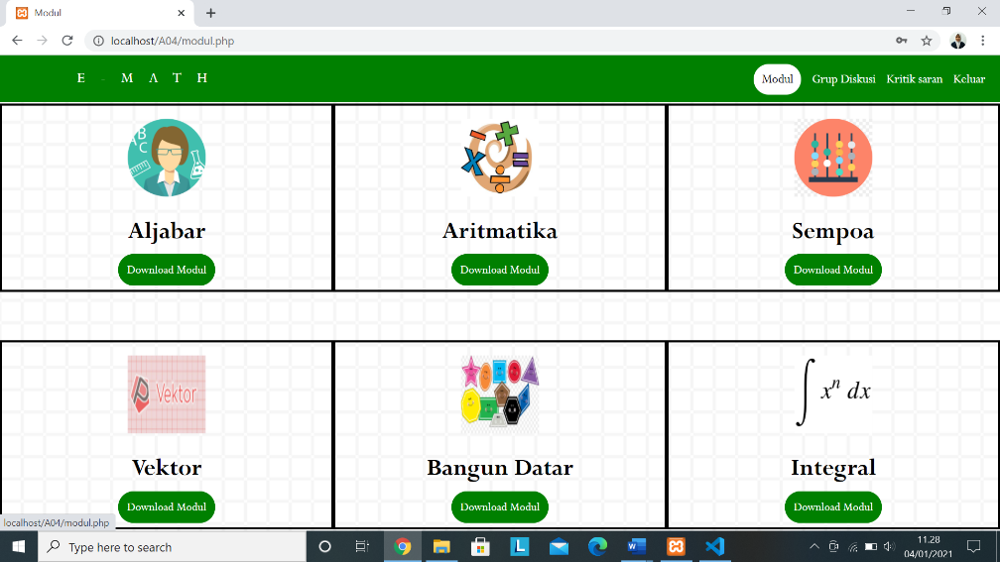 Modul
localhost/A04/modul.php
E - M A T H
Modul Grup Diskusi Kritik saran Keluar
A B C
Aljabar Aritmatika Sempoa
Download Modul Download Modul Download Modul
Vektor
∫ xⁿ dx
Vektor Bangun Datar Integral
Download Modul Download Modul Download Modul
localhost/A04/modul.php
Type here to search
11.28
04/01/2021